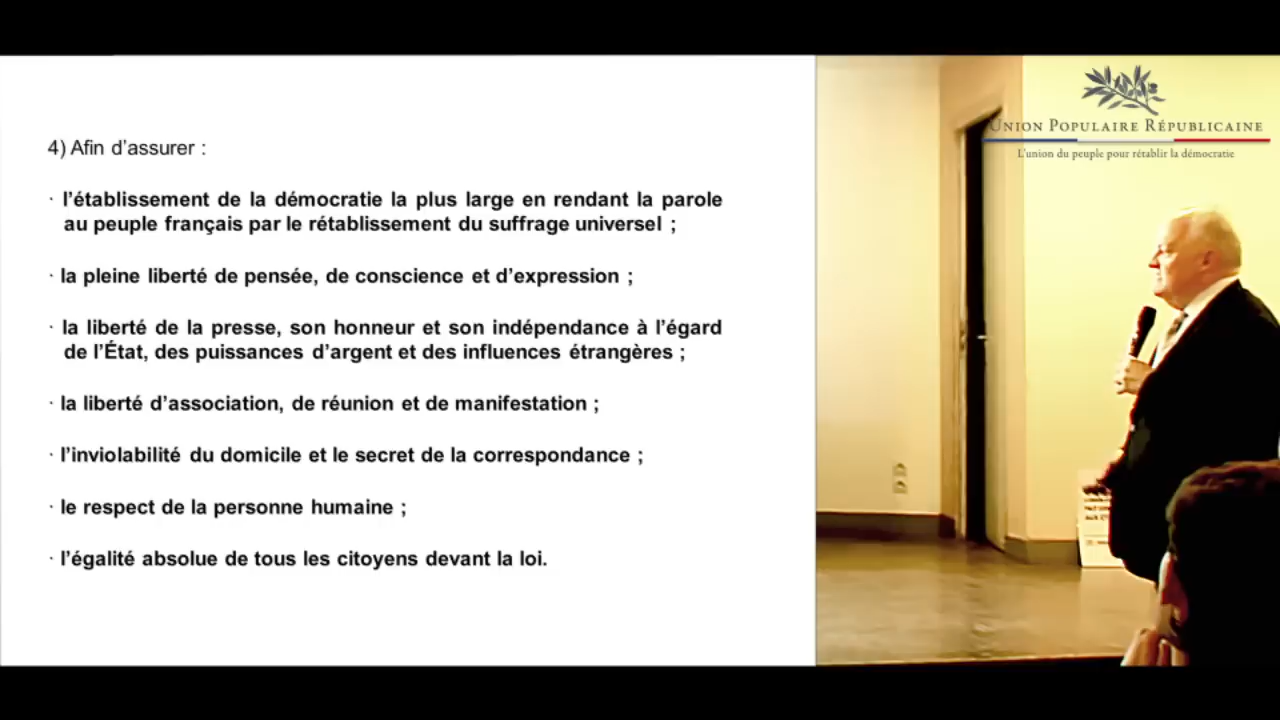 4) Afin d’assurer :
· l’établissement de la démocratie la plus large en rendant la parole
au peuple français par le rétablissement du suffrage universel ;
· la pleine liberté de pensée, de conscience et d’expression ;
· la liberté de la presse, son honneur et son indépendance à l’égard
de l’État, des puissances d’argent et des influences étrangères ;
· la liberté d’association, de réunion et de manifestation ;
· l’inviolabilité du domicile et le secret de la correspondance ;
· le respect de la personne humaine ;
· l’égalité absolue de tous les citoyens devant la loi.
Union Populaire Républicaine
L’union du peuple pour rétablir la démocratie